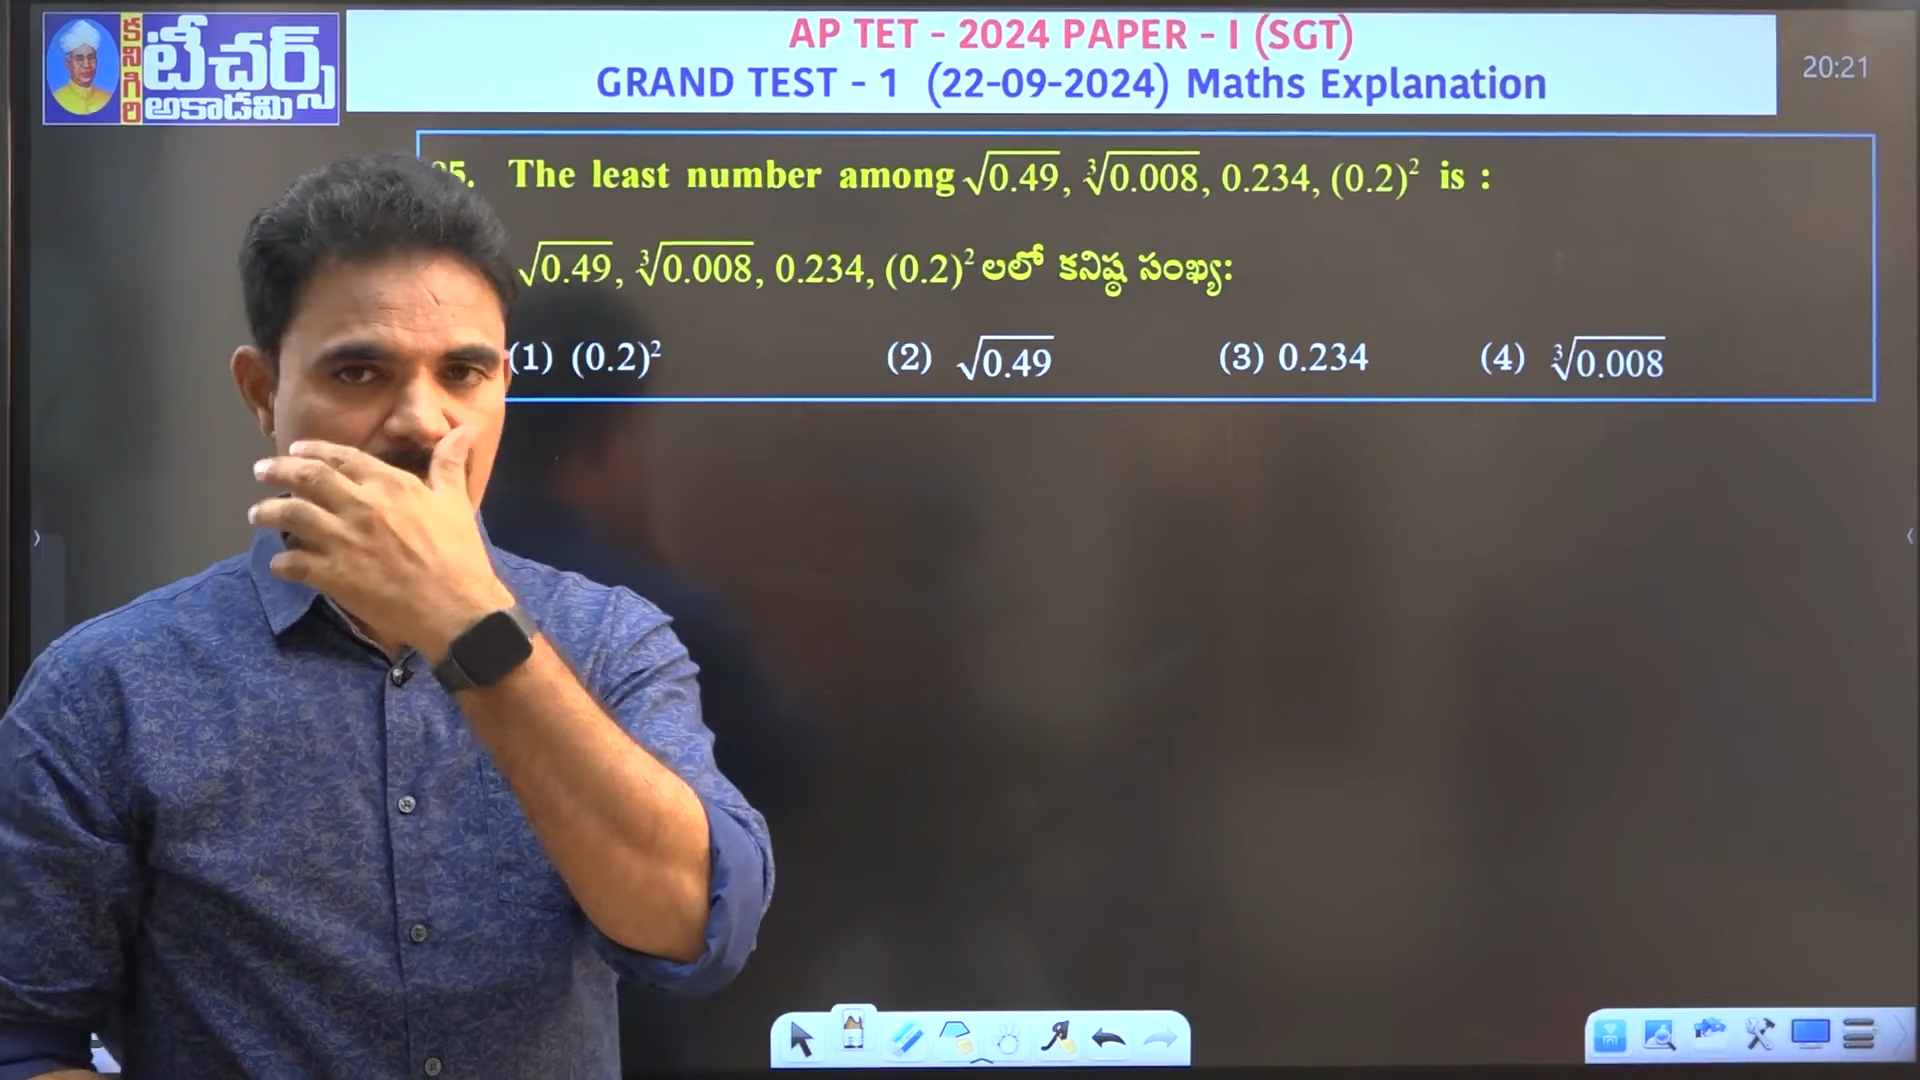 కనిగిరి
టీచర్స్
అకాడమి
AP TET - 2024 PAPER - I (SGT)
GRAND TEST - 1 (22-09-2024) Maths Explanation
20:21
5. The least number among √0.49, ∛0.008, 0.234, (0.2)² is :
√0.49, ∛0.008, 0.234, (0.2)² లలో కనిష్ఠ సంఖ్య:
(1) (0.2)² (2) √0.49 (3) 0.234 (4) ∛0.008